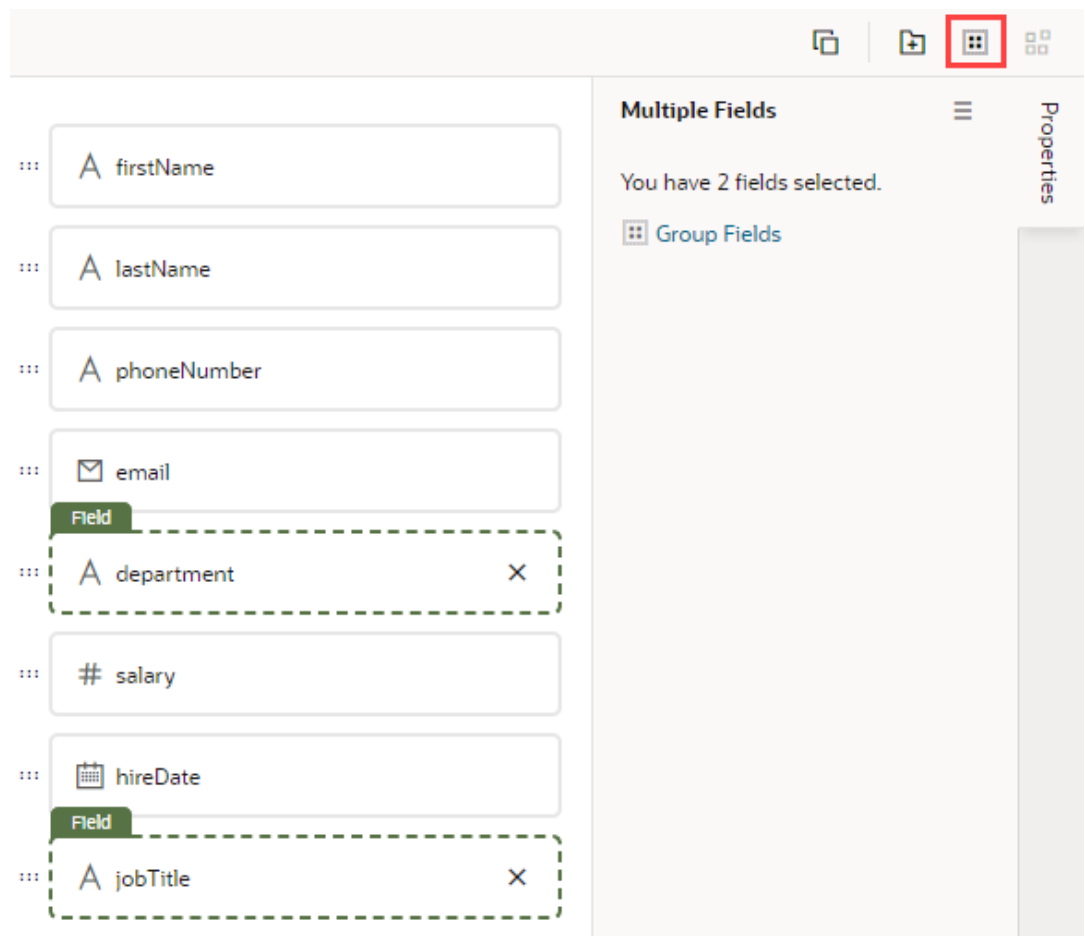 Multiple Fields
Properties
You have 2 fields selected.
Group Fields
firstName
lastName
phoneNumber
email
Field
department
salary
hireDate
Field
jobTitle